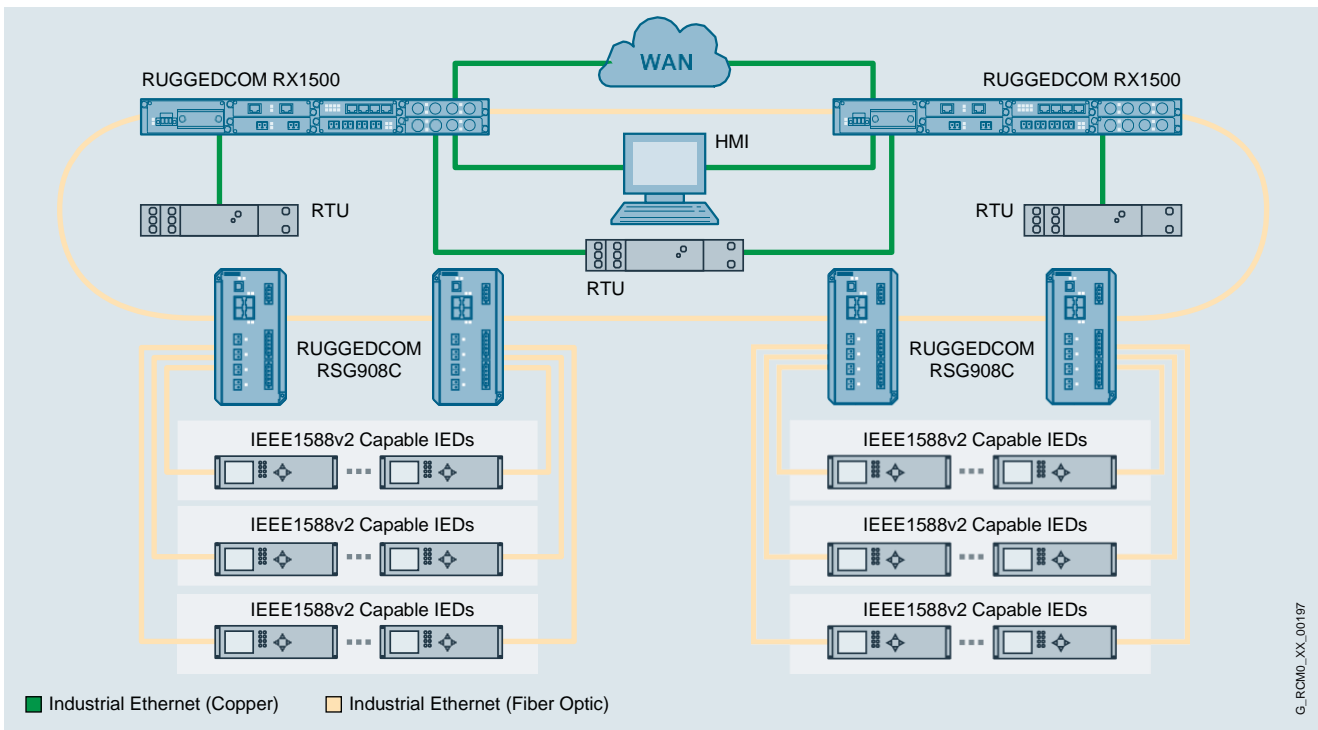 WAN
RUGGEDCOM RX1500
RUGGEDCOM RX1500
HMI
RTU
RTU
RTU
RUGGEDCOM
RSG908C
RUGGEDCOM
RSG908C
IEEE1588v2 Capable IEDs
IEEE1588v2 Capable IEDs
IEEE1588v2 Capable IEDs
IEEE1588v2 Capable IEDs
IEEE1588v2 Capable IEDs
IEEE1588v2 Capable IEDs
Industrial Ethernet (Copper)
Industrial Ethernet (Fiber Optic)
G_RCM0_XX_00197